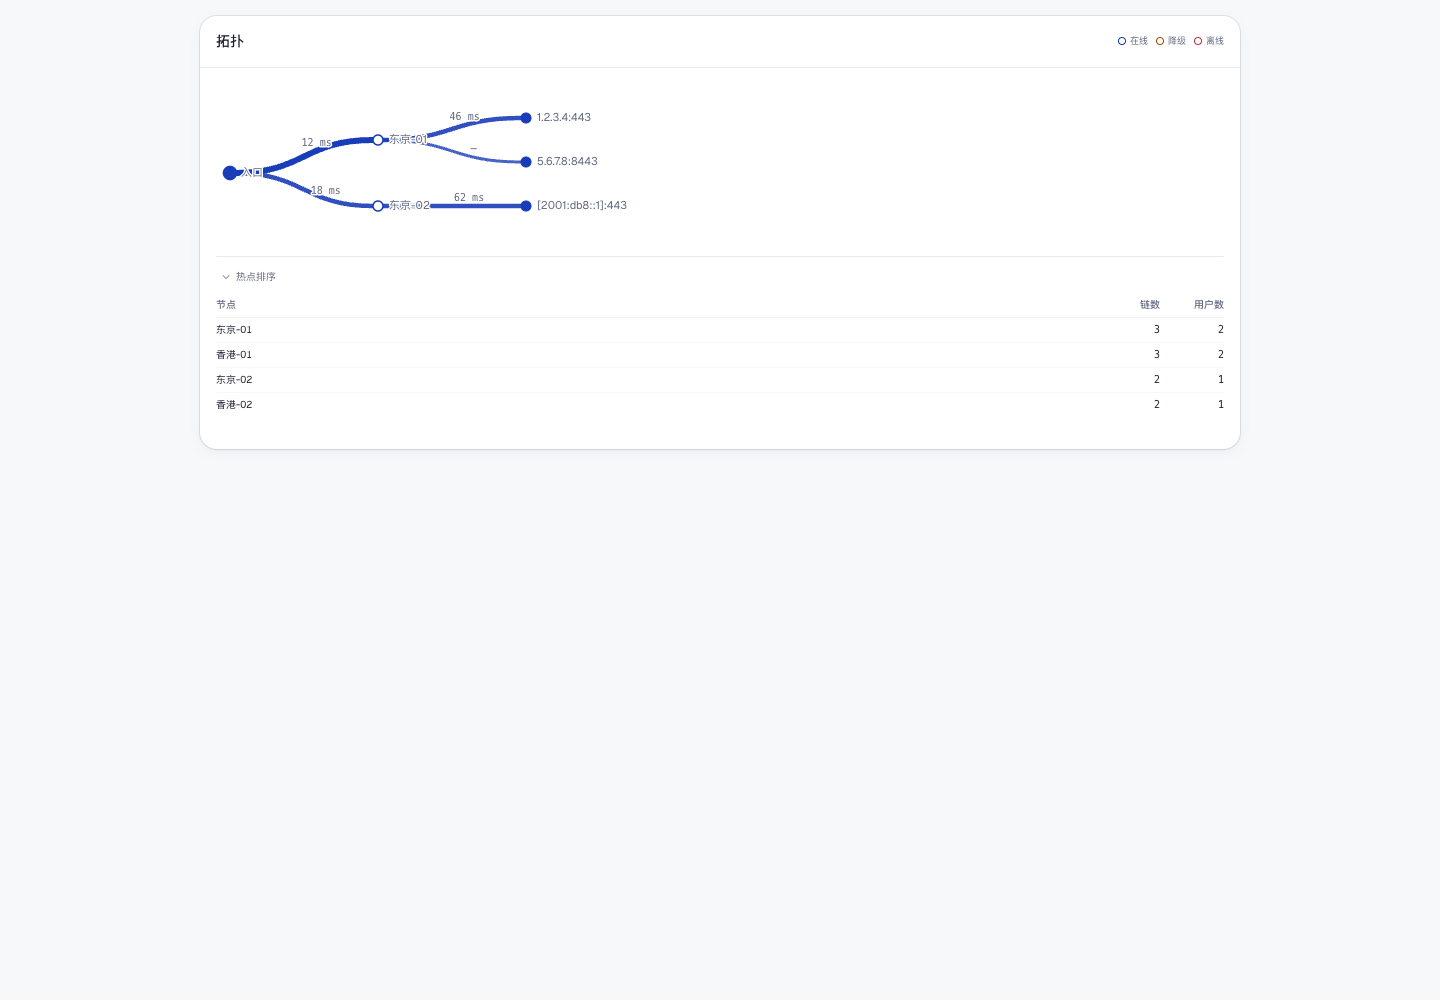 拓扑
在线 降级 离线
46 ms
1.2.3.4:443
12 ms
东京-01
—
5.6.7.8:8443
入口
18 ms
62 ms
东京-02
[2001:db8::1]:443
热点排序
节点 链数 用户数
东京-01 3 2
香港-01 3 2
东京-02 2 1
香港-02 2 1